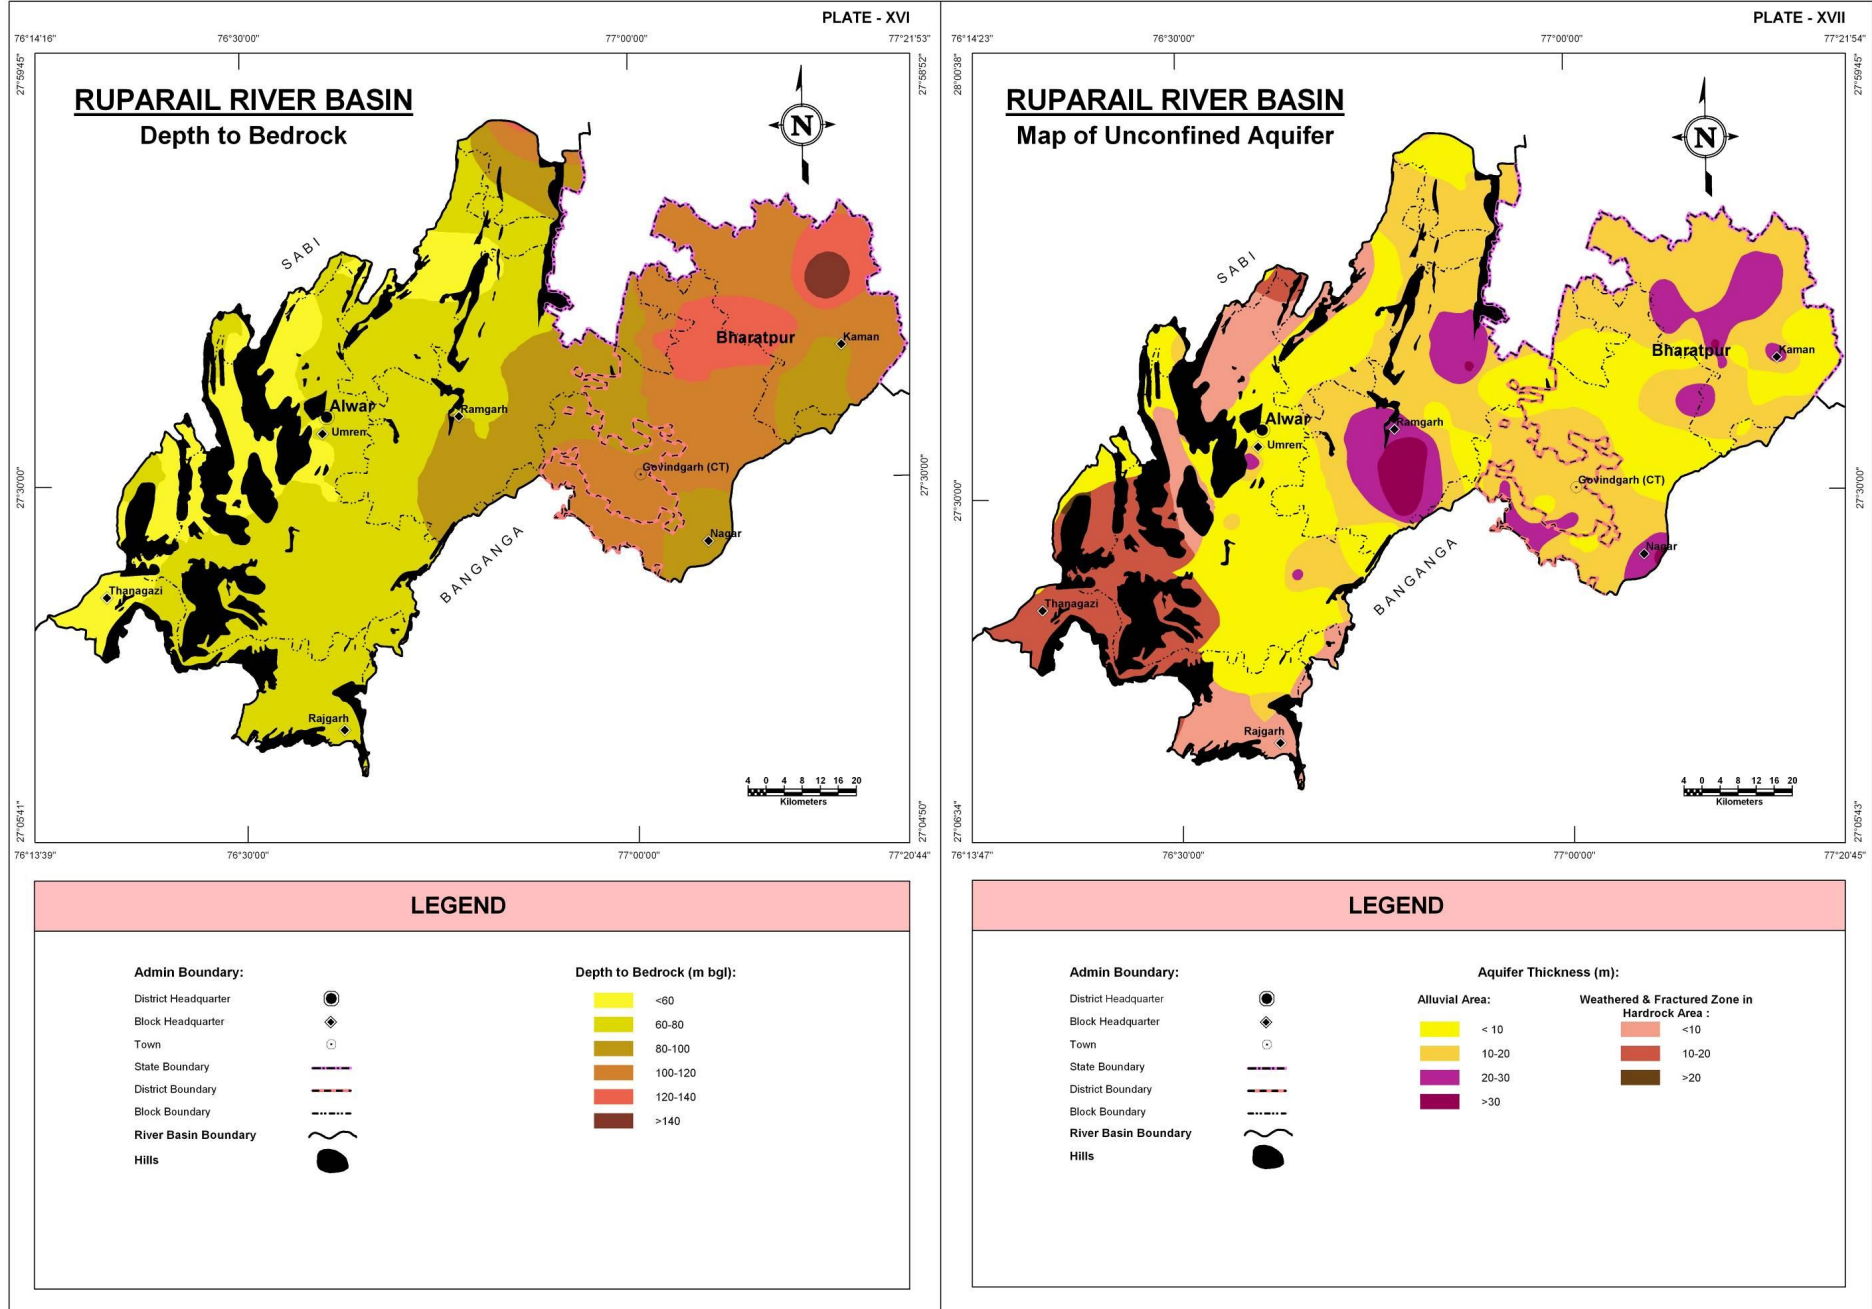 PLATE - XVI
76°14'16"
76°30'00"
77°00'00"
77°21'53"
27°59'45"
27°58'52"
RUPARAIL RIVER BASIN
Depth to Bedrock
N
SABI
Bharatpur
Kaman
Alwar
Umren
Ramgarh
Govindgarh (CT)
27°30'00"
27°30'00"
Nagar
BANGANGA
Thanagazi
Rajgarh
4 0 4 8 12 16 20
Kilometers
27°05'41"
27°04'50"
76°13'39"
76°30'00"
77°00'00"
77°20'44"
LEGEND
Admin Boundary:
District Headquarter
Block Headquarter
Town
State Boundary
District Boundary
Block Boundary
River Basin Boundary
Hills
Depth to Bedrock (m bgl):
<60
60-80
80-100
100-120
120-140
>140
PLATE - XVII
76°14'23"
76°30'00"
77°00'00"
77°21'54"
28°00'38"
27°59'45"
RUPARAIL RIVER BASIN
Map of Unconfined Aquifer
N
SABI
Bharatpur
Kaman
Alwar
Umren
Ramgarh
Govindgarh (CT)
27°30'00"
27°30'00"
Nagar
BANGANGA
Thanagazi
Rajgarh
4 0 4 8 12 16 20
Kilometers
27°06'34"
27°05'43"
76°13'47"
76°30'00"
77°00'00"
77°20'45"
LEGEND
Admin Boundary:
District Headquarter
Block Headquarter
Town
State Boundary
District Boundary
Block Boundary
River Basin Boundary
Hills
Aquifer Thickness (m):
Alluvial Area:
< 10
10-20
20-30
>30
Weathered & Fractured Zone in
Hardrock Area :
<10
10-20
>20